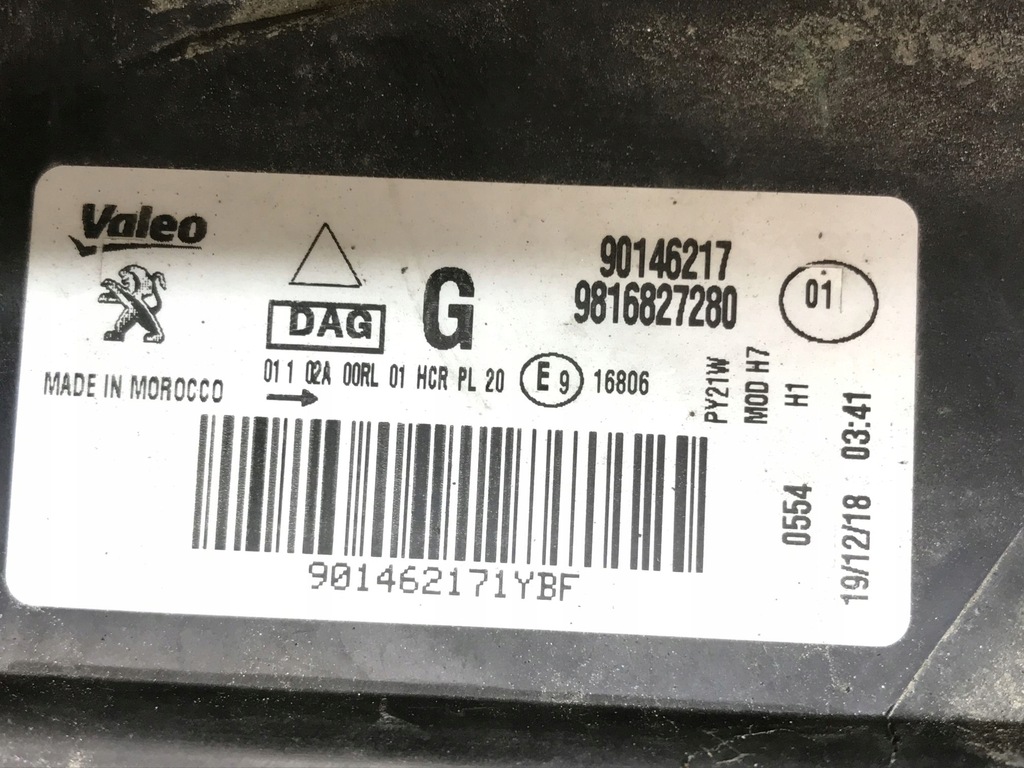 Valeo
MADE IN MOROCCO
DAG
G
01 1 02A 00RL 01 HCR PL 20
E 9
16806
90146217
9816827280
01
PY21W
MOD H7
H1
0554
19/12/18 03:41
901462171YBF